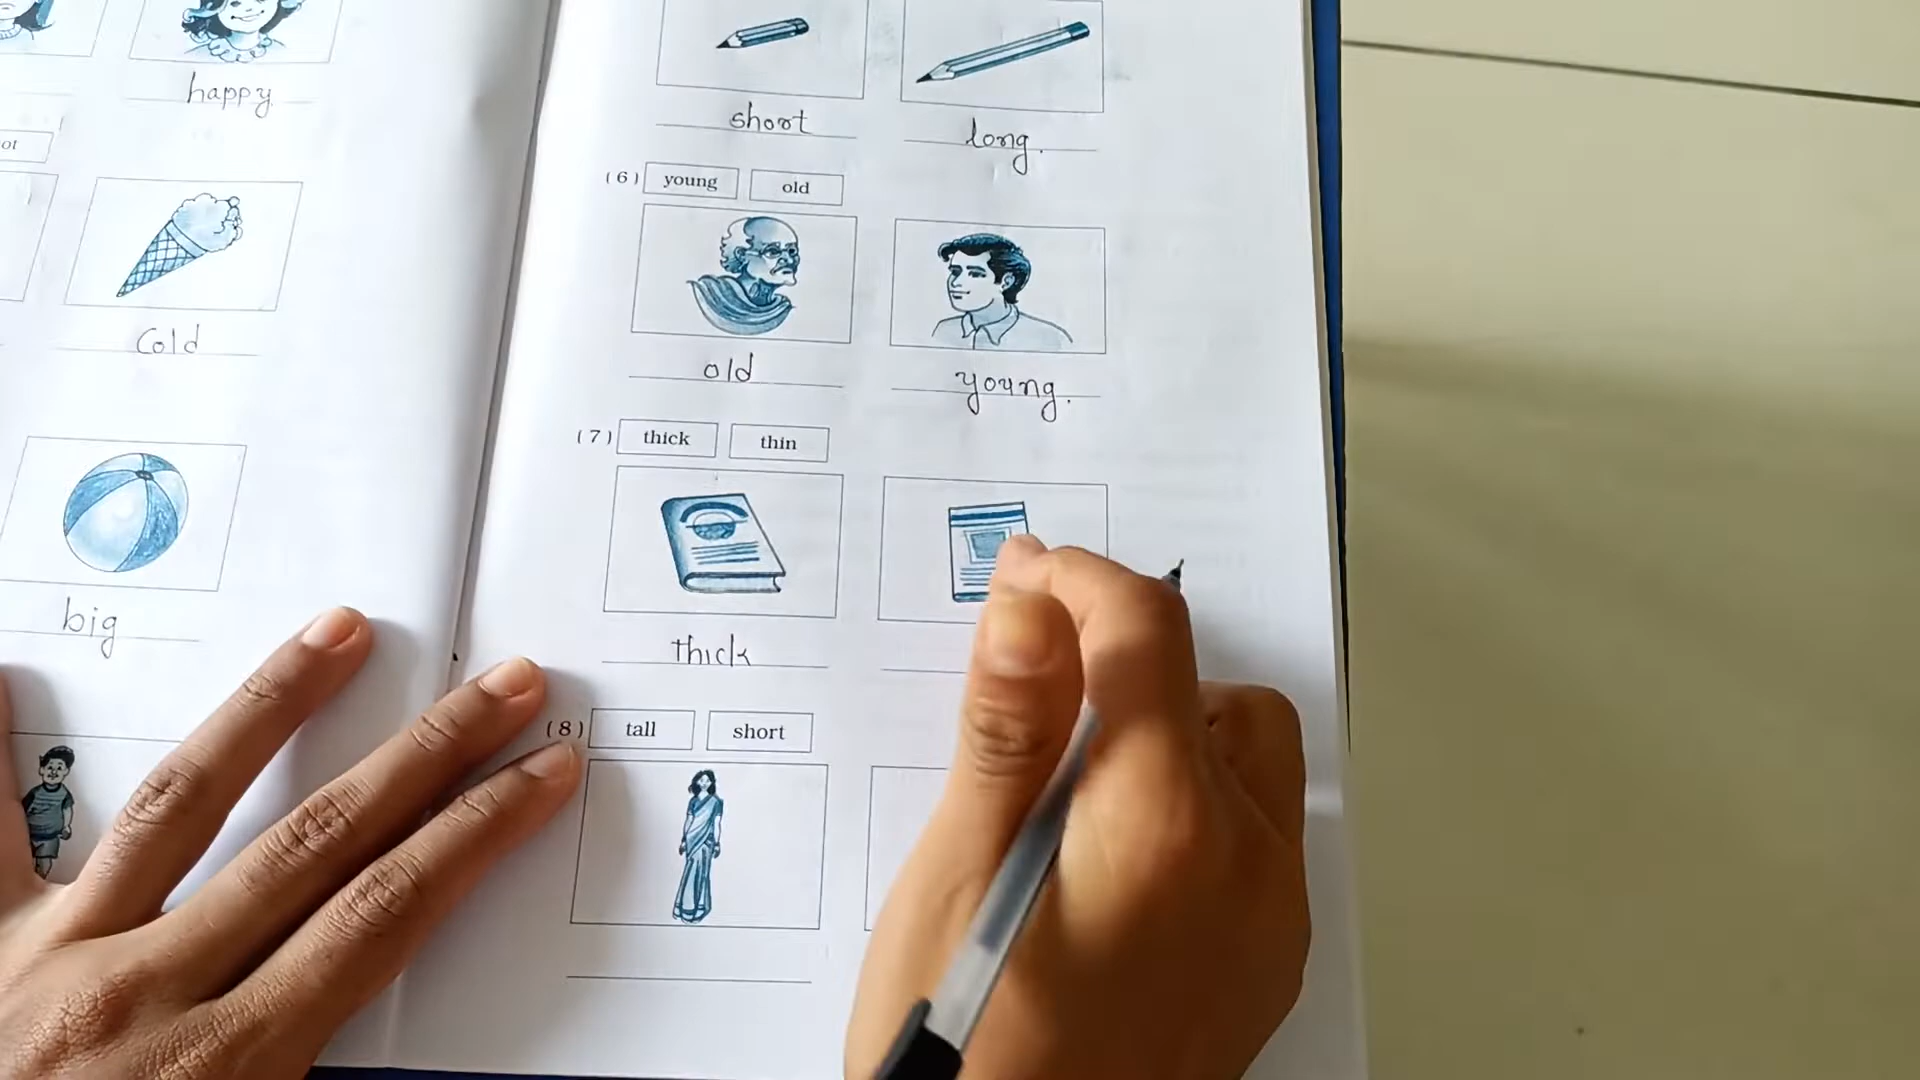 happy
ot
Cold
big
short
long.
(6) young old
old
young.
(7) thick thin
thick
(8) tall short